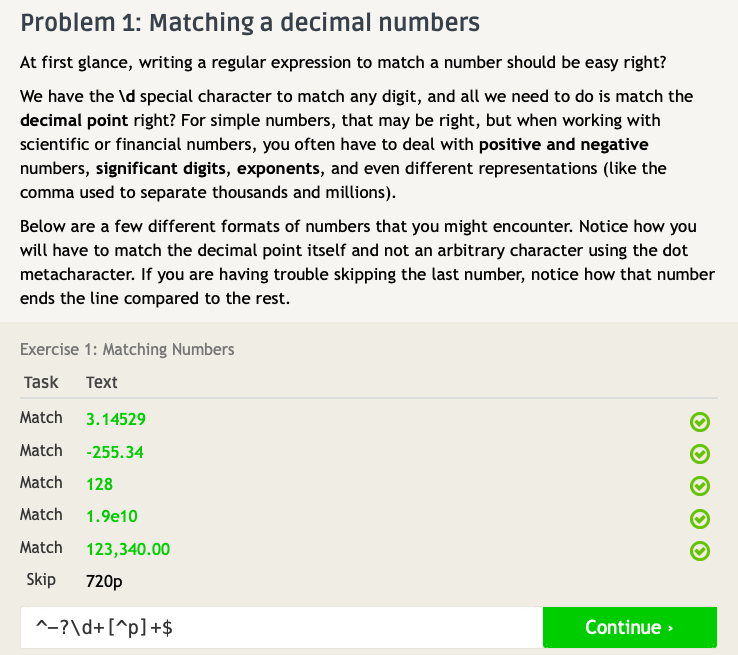 Problem 1: Matching a decimal numbers
At first glance, writing a regular expression to match a number should be easy right?
We have the \d special character to match any digit, and all we need to do is match the
decimal point right? For simple numbers, that may be right, but when working with
scientific or financial numbers, you often have to deal with positive and negative
numbers, significant digits, exponents, and even different representations (like the
comma used to separate thousands and millions).
Below are a few different formats of numbers that you might encounter. Notice how you
will have to match the decimal point itself and not an arbitrary character using the dot
metacharacter. If you are having trouble skipping the last number, notice how that number
ends the line compared to the rest.
Exercise 1: Matching Numbers
Task Text
Match 3.14529
Match -255.34
Match 128
Match 1.9e10
Match 123,340.00
Skip 720p
^-?\d+[^p]+$ Continue ›